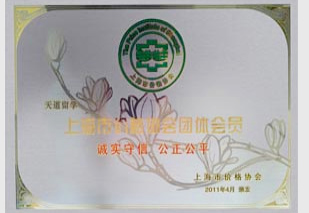 天道留学
上海市价格协会团体会员
诚实守信 公正公平
上海市价格协会
2011年4月 颁发